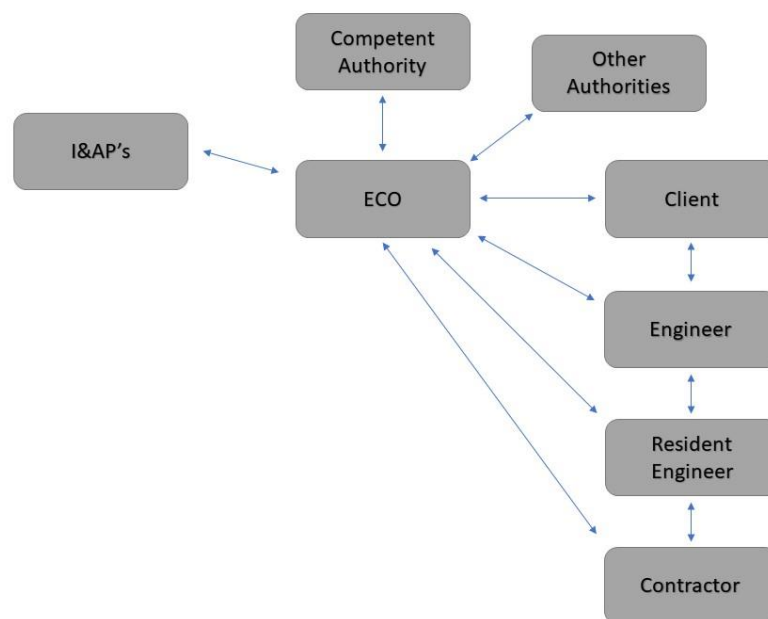 Competent
Authority
Other
Authorities
I&AP's
ECO
Client
Engineer
Resident
Engineer
Contractor